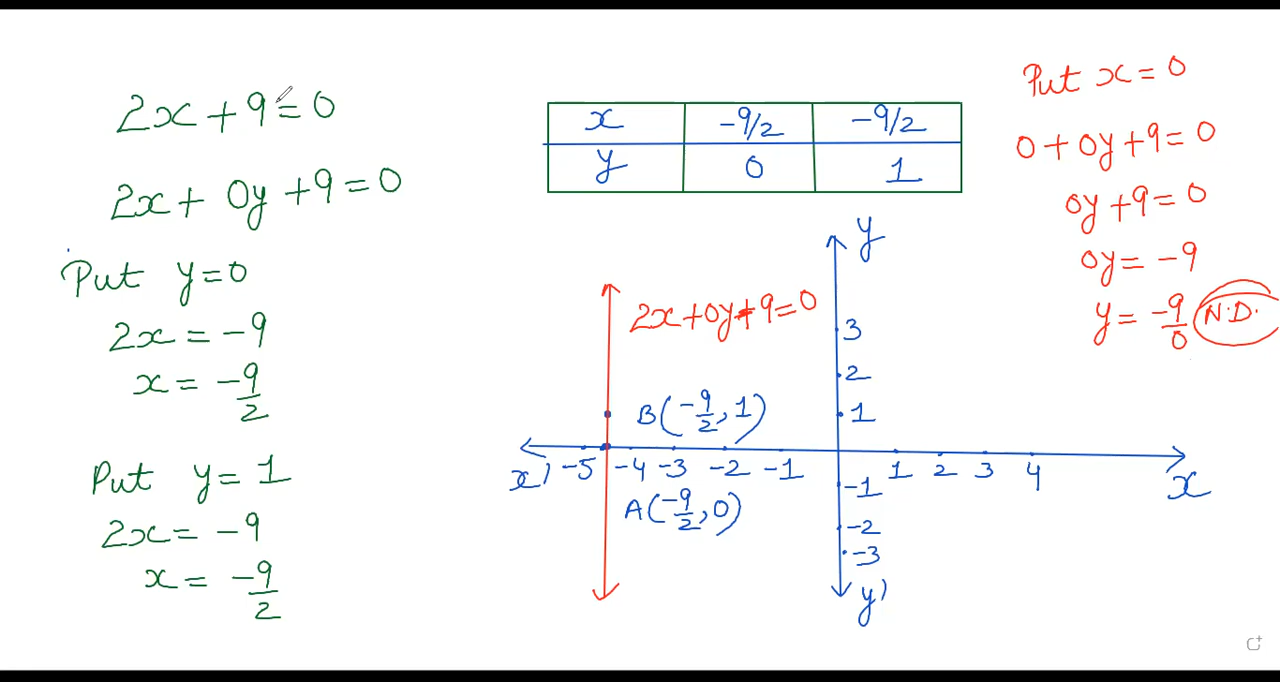 2x + 9 = 0
2x + 0y + 9 = 0
Put y = 0
2x = -9
x = -9/2
Put y = 1
2x = -9
x = -9/2
x -9/2 -9/2
y 0 1
y
2x+0y+9=0
3
2
B(-9/2, 1) 1
x' -5 -4 -3 -2 -1 1 2 3 4 x
A(-9/2, 0) -1
-2
-3
y'
Put x = 0
0 + 0y + 9 = 0
0y + 9 = 0
0y = -9
y = -9/0 N.D.